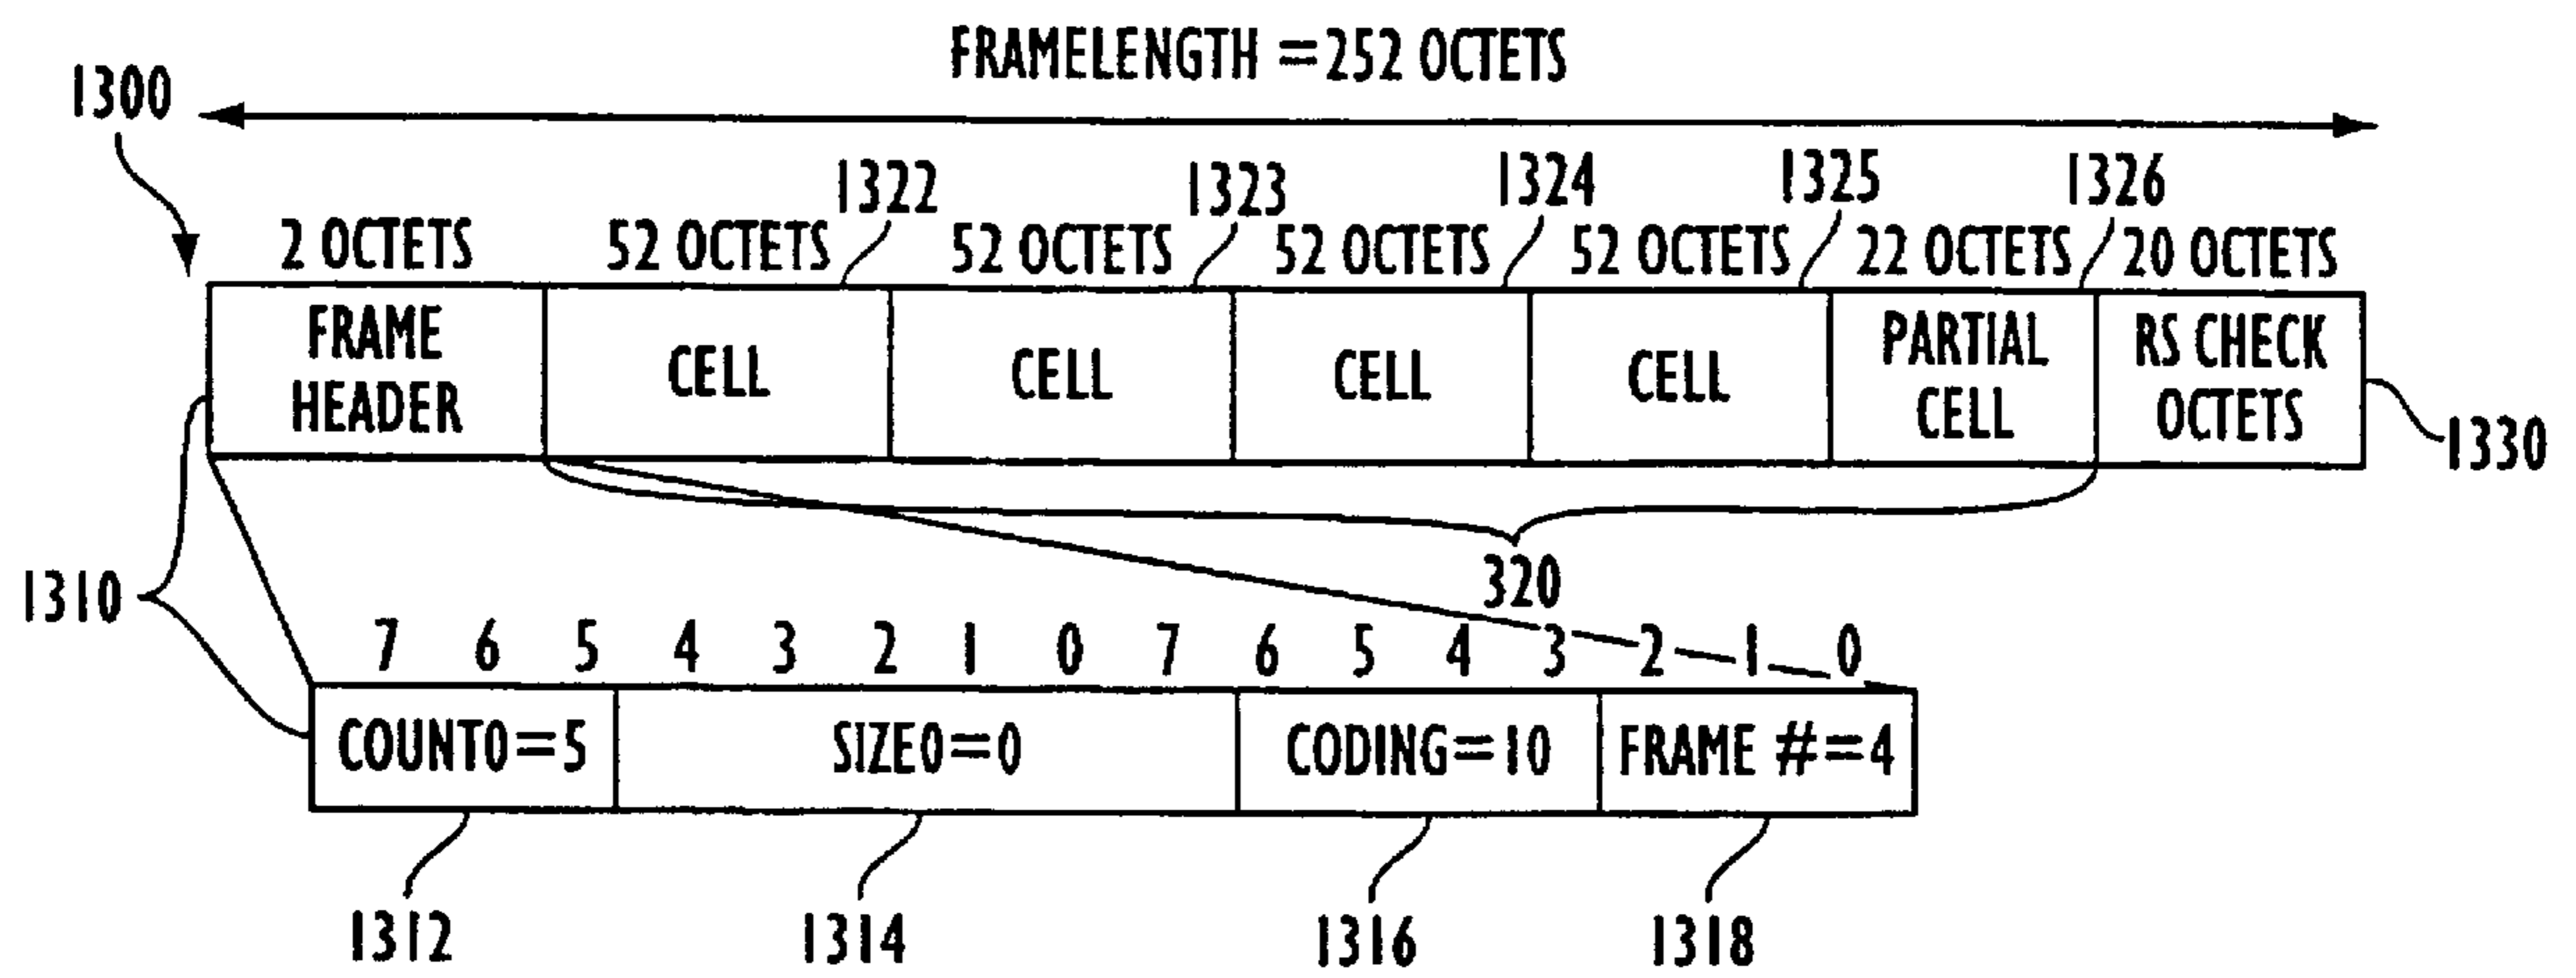 FRAMELENGTH = 252 OCTETS
1300
1322 1323 1324 1325 1326
2 OCTETS 52 OCTETS 52 OCTETS 52 OCTETS 52 OCTETS 22 OCTETS 20 OCTETS
FRAME HEADER
CELL
CELL
CELL
CELL
PARTIAL CELL
RS CHECK OCTETS
1330
320
1310
7 6 5 4 3 2 1 0 7 6 5 4 3 2 1 0
COUNT0=5 SIZE0=0 CODING=10 FRAME #=4
1312 1314 1316 1318